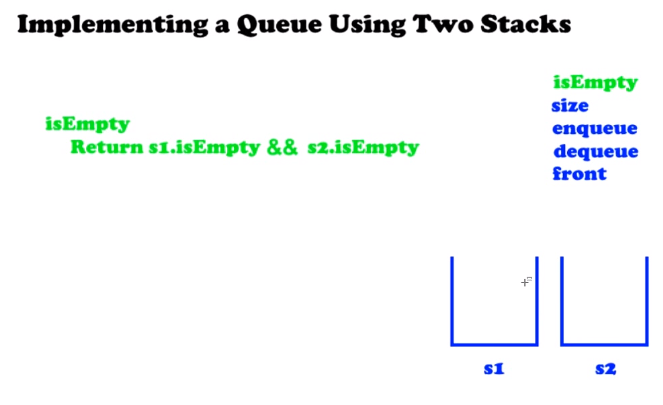 Implementing a Queue Using Two Stacks
isEmpty
Return s1.isEmpty && s2.isEmpty
isEmpty
size
enqueue
dequeue
front
s1
s2